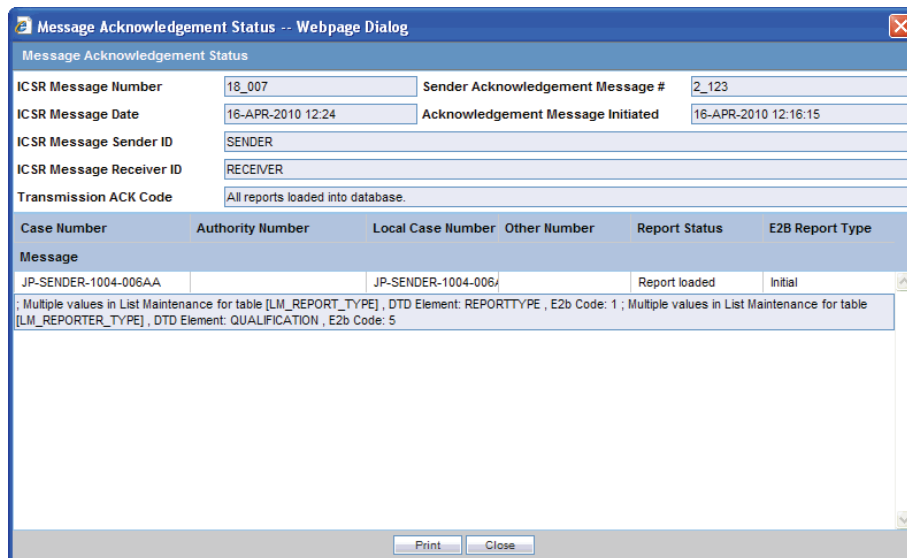 Message Acknowledgement Status -- Webpage Dialog
Message Acknowledgement Status
ICSR Message Number 18_007 Sender Acknowledgement Message # 2_123
ICSR Message Date 16-APR-2010 12:24 Acknowledgement Message Initiated 16-APR-2010 12:16:15
ICSR Message Sender ID SENDER
ICSR Message Receiver ID RECEIVER
Transmission ACK Code All reports loaded into database.
Case Number Authority Number Local Case Number Other Number Report Status E2B Report Type
Message
JP-SENDER-1004-006AA JP-SENDER-1004-006A Report loaded Initial
; Multiple values in List Maintenance for table [LM_REPORT_TYPE] , DTD Element: REPORTTYPE , E2b Code: 1 ; Multiple values in List Maintenance for table
[LM_REPORTER_TYPE] , DTD Element: QUALIFICATION , E2b Code: 5
Print Close